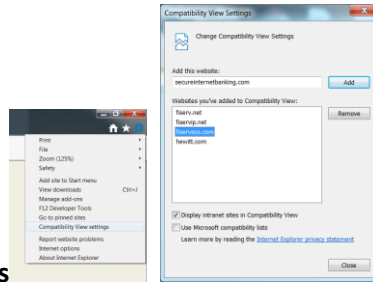 Print
File
Zoom (125%)
Safety
Add site to Start menu
View downloads Ctrl+J
Manage add-ons
F12 Developer Tools
Go to pinned sites
Compatibility View settings
Report website problems
Internet options
About Internet Explorer
s
Compatibility View Settings
Change Compatibility View Settings
Add this website:
secureinternetbanking.com Add
Websites you've added to Compatibility View:
fiserv.net Remove
fiservip.net
hewitt.com
Display intranet sites in Compatibility View
Use Microsoft compatibility lists
Learn more by reading the Internet Explorer privacy statement
Close